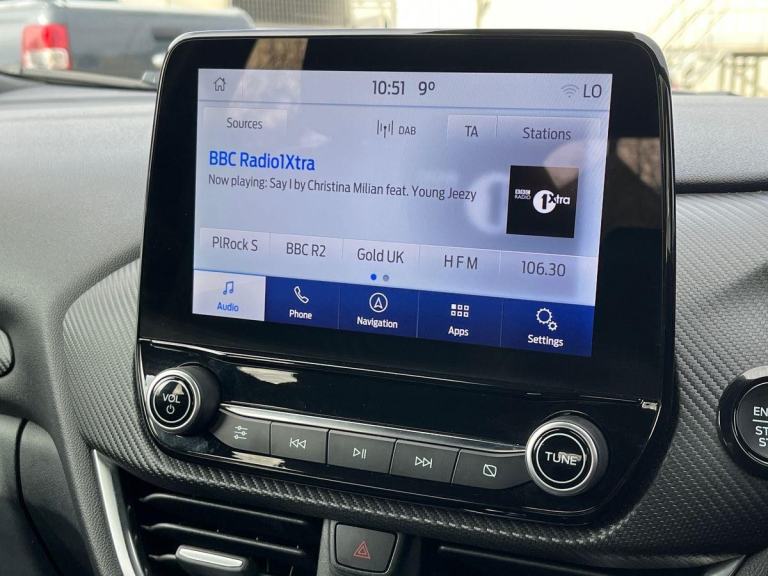 10:51 9° LO
Sources DAB TA Stations
BBC Radio1Xtra
Now playing: Say I by Christina Milian feat. Young Jeezy
BBC
RADIO 1Xtra
PlRock S BBC R2 Gold UK H F M 106.30
Audio Phone Navigation Apps Settings
VOL
TUNE